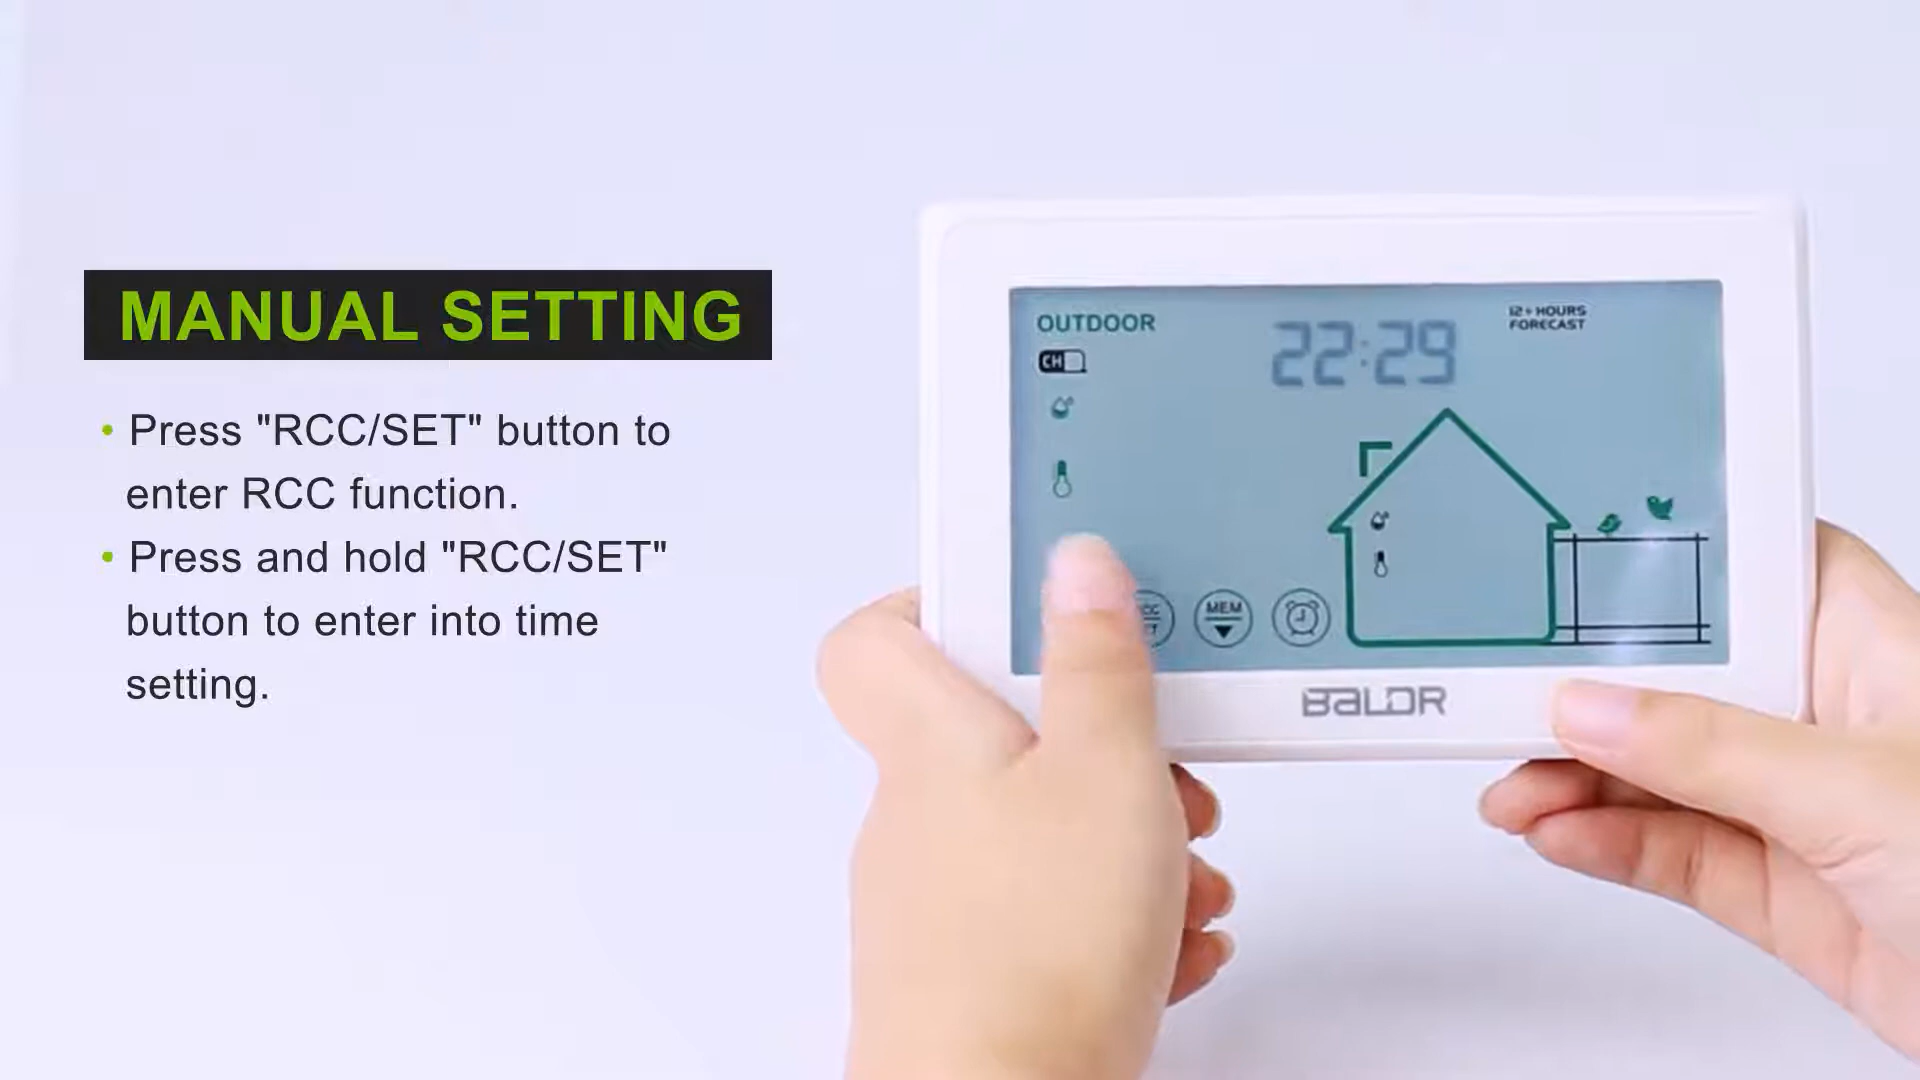 MANUAL SETTING
• Press "RCC/SET" button to
enter RCC function.
• Press and hold "RCC/SET"
button to enter into time
setting.
OUTDOOR
22:29
12+ HOURS
FORECAST
CH
MEM
BALDR